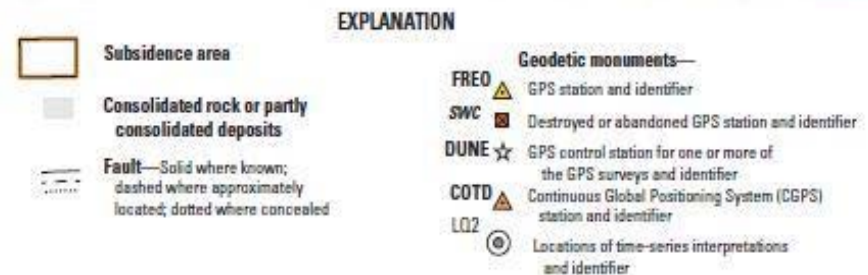 EXPLANATION
Subsidence area
Consolidated rock or partly
consolidated deposits
Fault—Solid where known;
dashed where approximately
located; dotted where concealed
Geodetic monuments—
FREO GPS station and identifier
SWC Destroyed or abandoned GPS station and identifier
DUNE GPS control station for one or more of
the GPS surveys and identifier
COTD Continuous Global Positioning System (CGPS)
station and identifier
LQ2 Locations of time-series interpretations
and identifier